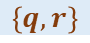 {q, r}